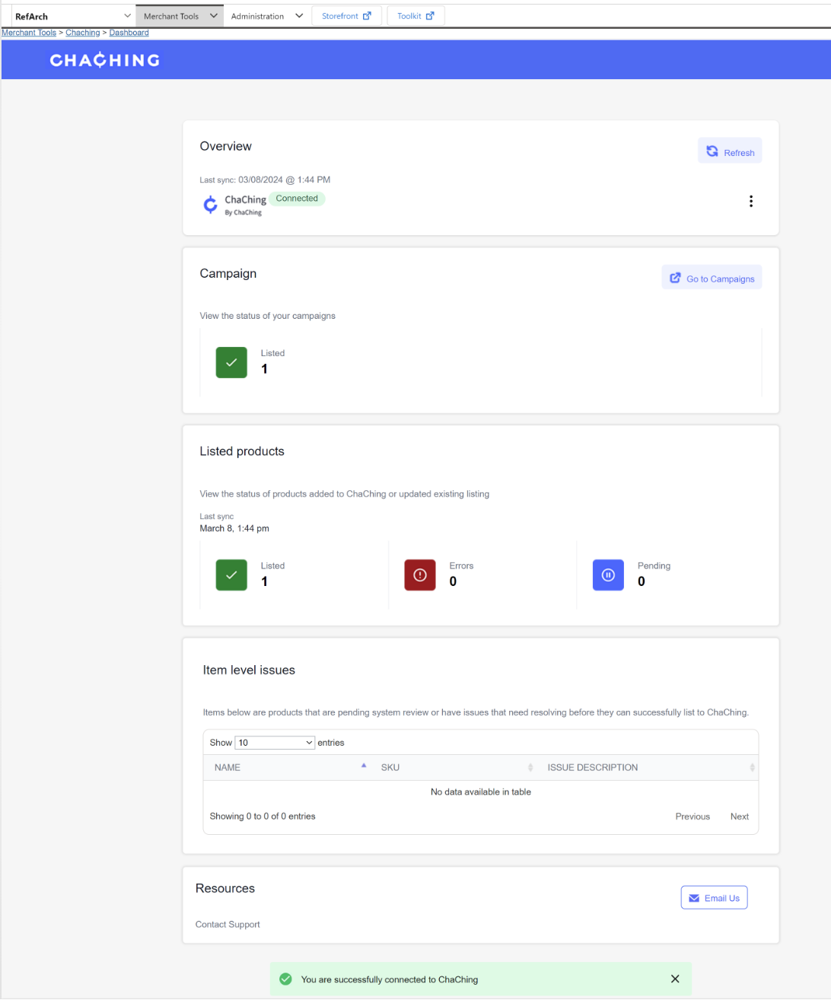 RefArch Merchant Tools Administration Storefront Toolkit
Merchant Tools > Chaching > Dashboard
CHACHING
Overview
Refresh
Last sync: 03/08/2024 @ 1:44 PM
ChaChing Connected
By ChaChing
Campaign
Go to Campaigns
View the status of your campaigns
Listed
1
Listed products
View the status of products added to ChaChing or updated existing listing
Last sync
March 8, 1:44 pm
Listed
1
Errors
0
Pending
0
Item level issues
Items below are products that are pending system review or have issues that need resolving before they can successfully list to ChaChing.
Show 10 entries
NAME SKU ISSUE DESCRIPTION
No data available in table
Showing 0 to 0 of 0 entries Previous Next
Resources
Email Us
Contact Support
You are successfully connected to ChaChing